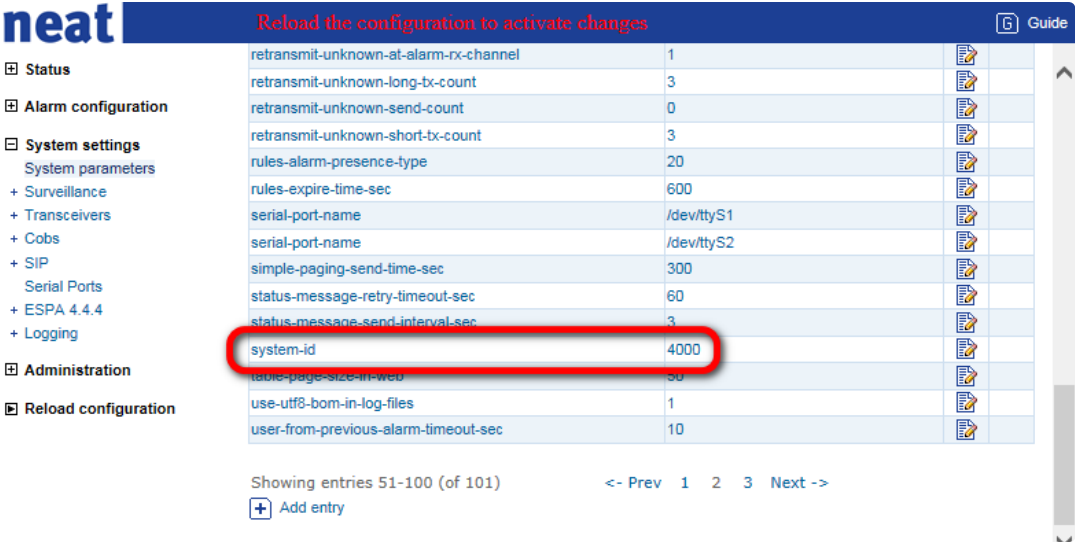 neat
Reload the configuration to activate changes
G Guide
Status
Alarm configuration
System settings
System parameters
+ Surveillance
+ Transceivers
+ Cobs
+ SIP
Serial Ports
+ ESPA 4.4.4
+ Logging
Administration
Reload configuration
retransmit-unknown-at-alarm-rx-channel 1
retransmit-unknown-long-tx-count 3
retransmit-unknown-send-count 0
retransmit-unknown-short-tx-count 3
rules-alarm-presence-type 20
rules-expire-time-sec 600
serial-port-name /dev/ttyS1
serial-port-name /dev/ttyS2
simple-paging-send-time-sec 300
status-message-retry-timeout-sec 60
status-message-send-interval-sec 3
system-id 4000
table-page-size-in-web 50
use-utf8-bom-in-log-files 1
user-from-previous-alarm-timeout-sec 10
Showing entries 51-100 (of 101) <- Prev 1 2 3 Next ->
+ Add entry